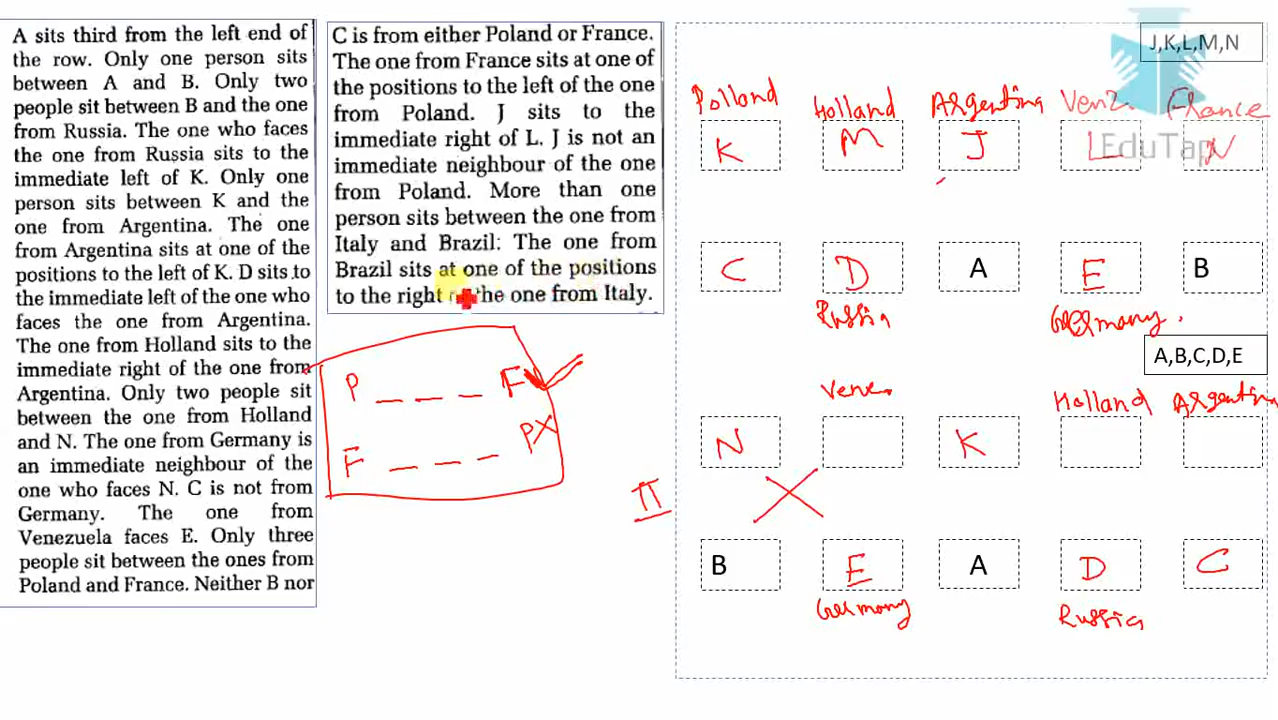 A sits third from the left end of
the row. Only one person sits
between A and B. Only two
people sit between B and the one
from Russia. The one who faces
the one from Russia sits to the
immediate left of K. Only one
person sits between K and the
one from Argentina. The one
from Argentina sits at one of the
positions to the left of K. D sits to
the immediate left of the one who
faces the one from Argentina.
The one from Holland sits to the
immediate right of the one from
Argentina. Only two people sit
between the one from Holland
and N. The one from Germany is
an immediate neighbour of the
one who faces N. C is not from
Germany. The one from
Venezuela faces E. Only three
people sit between the ones from
Poland and France. Neither B nor
C is from either Poland or France.
The one from France sits at one of
the positions to the left of the one
from Poland. J sits to the
immediate right of L. J is not an
immediate neighbour of the one
from Poland. More than one
person sits between the one from
Italy and Brazil: The one from
Brazil sits at one of the positions
to the right the one from Italy.
P _ _ _ F
F _ _ _ P X
J,K,L,M,N
Polland Holland Argentina Venz. France
K M J L N
EduTap
C D A E B
Russia Germany.
A,B,C,D,E
Vene. Holland Argentina
N K
II
B E A D C
Germany Russia